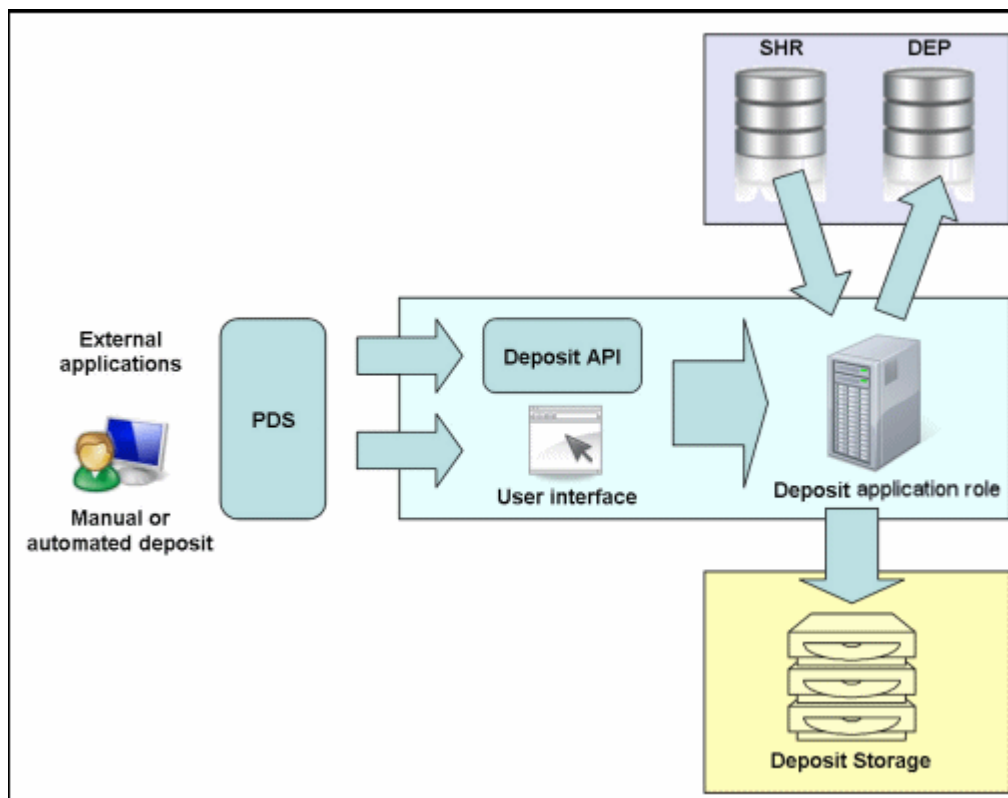 SHR
DEP
External
applications
PDS
Deposit API
User interface
Deposit application role
Manual or
automated deposit
Deposit Storage